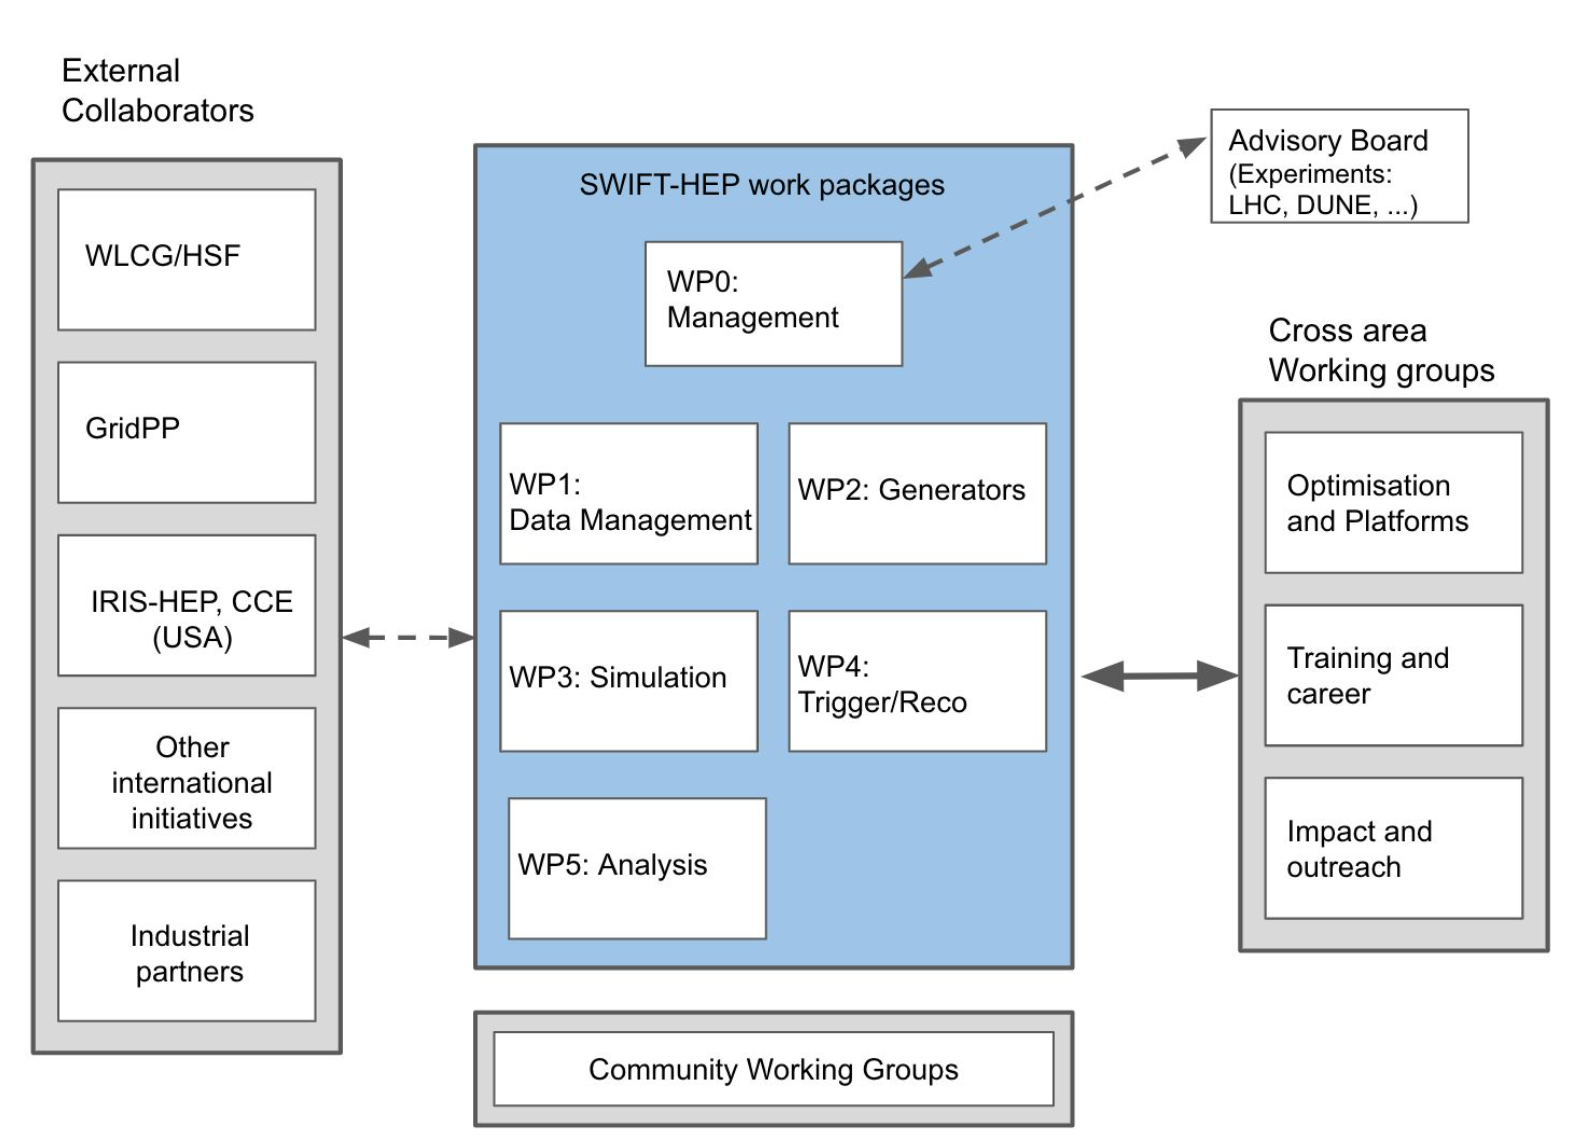 External
Collaborators
WLCG/HSF
GridPP
IRIS-HEP, CCE
(USA)
Other
international
initiatives
Industrial
partners
SWIFT-HEP work packages
WP0:
Management
WP1:
Data Management
WP2: Generators
WP3: Simulation
WP4:
Trigger/Reco
WP5: Analysis
Community Working Groups
Advisory Board
(Experiments:
LHC, DUNE, ...)
Cross area
Working groups
Optimisation
and Platforms
Training and
career
Impact and
outreach